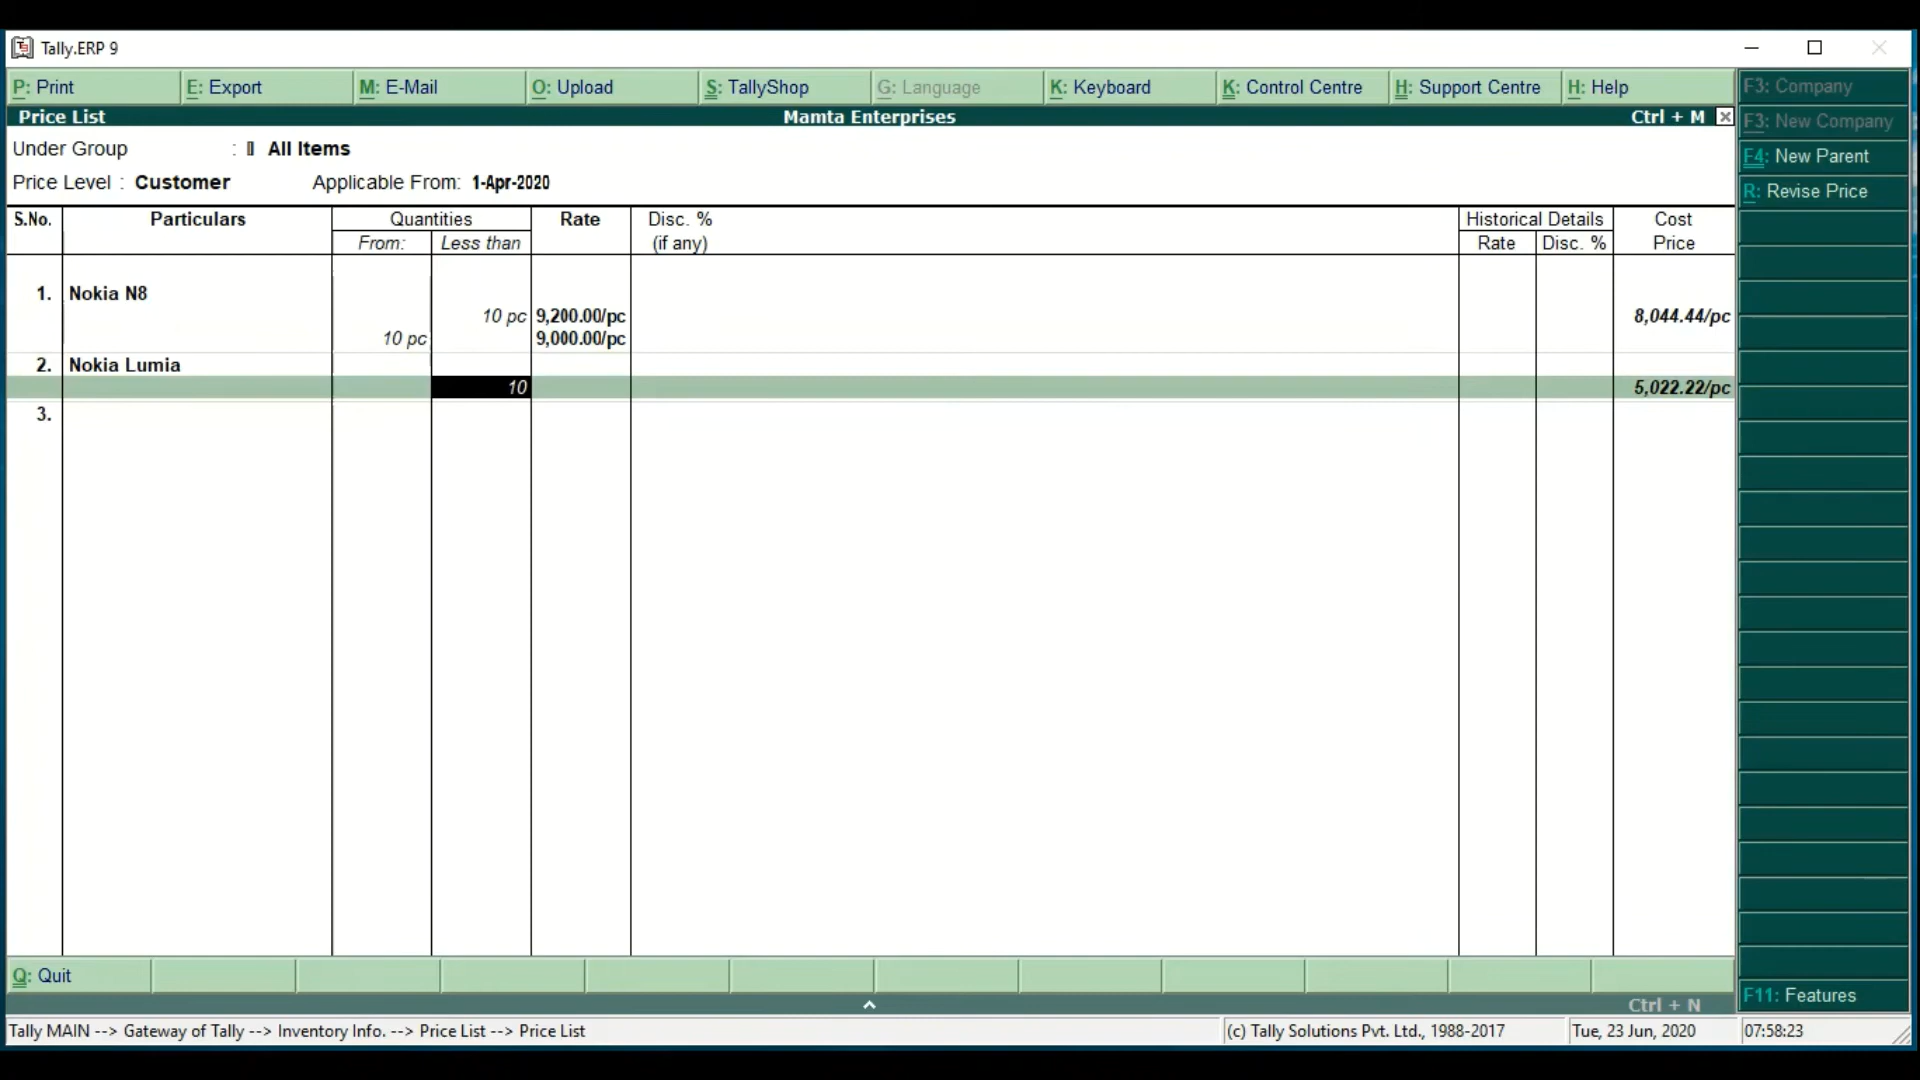 Tally.ERP 9
P: Print E: Export M: E-Mail O: Upload S: TallyShop G: Language K: Keyboard K: Control Centre H: Support Centre H: Help
Price List Mamta Enterprises Ctrl + M
Under Group : All Items
Price Level : Customer Applicable From: 1-Apr-2020
S.No. Particulars Quantities Rate Disc. % Historical Details Cost
From: Less than (if any) Rate Disc. % Price
1. Nokia N8
10 pc 9,200.00/pc 8,044.44/pc
10 pc 9,000.00/pc
2. Nokia Lumia
10 5,022.22/pc
3.
F3: Company
F3: New Company
F4: New Parent
R: Revise Price
F11: Features
Q: Quit
Ctrl + N
Tally MAIN --> Gateway of Tally --> Inventory Info. --> Price List --> Price List (c) Tally Solutions Pvt. Ltd., 1988-2017 Tue, 23 Jun, 2020 07:58:23